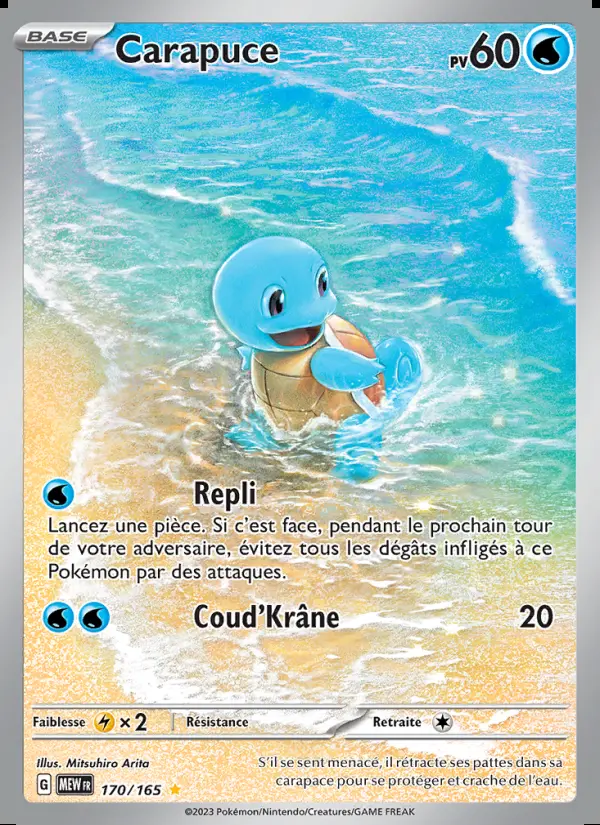 BASE Carapuce PV60
Repli
Lancez une pièce. Si c'est face, pendant le prochain tour
de votre adversaire, évitez tous les dégâts infligés à ce
Pokémon par des attaques.
Coud'Krâne 20
Faiblesse ×2 Résistance Retraite
Illus. Mitsuhiro Arita
S'il se sent menacé, il rétracte ses pattes dans sa
carapace pour se protéger et crache de l'eau.
G MEW FR 170/165
©2023 Pokémon/Nintendo/Creatures/GAME FREAK